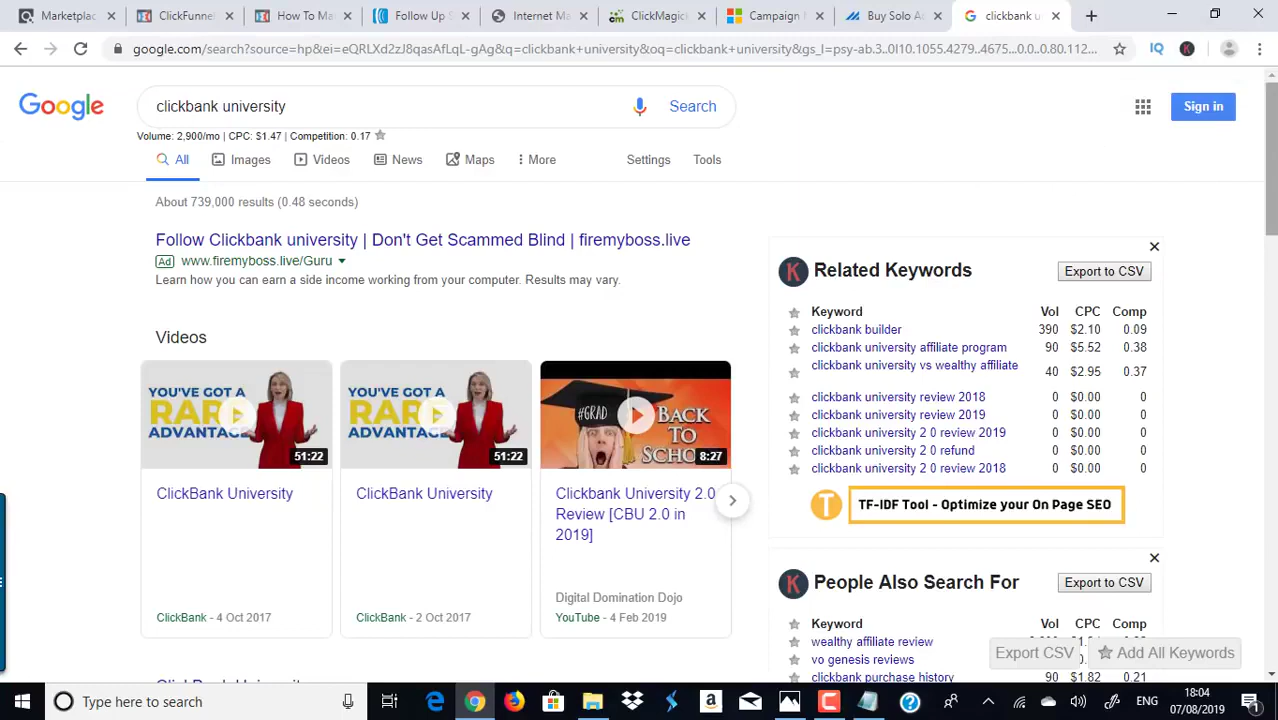 Marketplac
ClickFunne
How To Ma
Follow Up S
Internet Ma
ClickMagick
Campaign M
Buy Solo Ad
clickbank un
google.com/search?source=hp&ei=eQRLXd2zJ8qasAfLqL-gAg&q=clickbank+university&oq=clickbank+university&gs_l=psy-ab.3..0l10.1055.4279..4675...0.0..0.80.112...
Google
clickbank university
Search
Sign in
Volume: 2,900/mo | CPC: $1.47 | Competition: 0.17
All
Images
Videos
News
Maps
More
Settings
Tools
About 739,000 results (0.48 seconds)
Follow Clickbank university | Don't Get Scammed Blind | firemyboss.live
Ad www.firemyboss.live/Guru
Learn how you can earn a side income working from your computer. Results may vary.
Videos
YOU'VE GOT A
RARE
ADVANTAGE
51:22
ClickBank University
ClickBank - 4 Oct 2017
YOU'VE GOT A
RARE
ADVANTAGE
51:22
ClickBank University
ClickBank - 2 Oct 2017
#GRAD
BACK
TO
SCHO
8:27
Clickbank University 2.0
Review [CBU 2.0 in
2019]
Digital Domination Dojo
YouTube - 4 Feb 2019
K Related Keywords
Export to CSV
Keyword Vol CPC Comp
clickbank builder 390 $2.10 0.09
clickbank university affiliate program 90 $5.52 0.38
clickbank university vs wealthy affiliate 40 $2.95 0.37
clickbank university review 2018 0 $0.00 0
clickbank university review 2019 0 $0.00 0
clickbank university 2 0 review 2019 0 $0.00 0
clickbank university 2 0 refund 0 $0.00 0
clickbank university 2 0 review 2018 0 $0.00 0
T TF-IDF Tool - Optimize your On Page SEO
K People Also Search For
Export to CSV
Keyword Vol CPC Comp
wealthy affiliate review
vo genesis reviews
clickbank purchase history 90 $1.82 0.21
Export CSV
Add All Keywords
Type here to search
ENG
18:04
07/08/2019